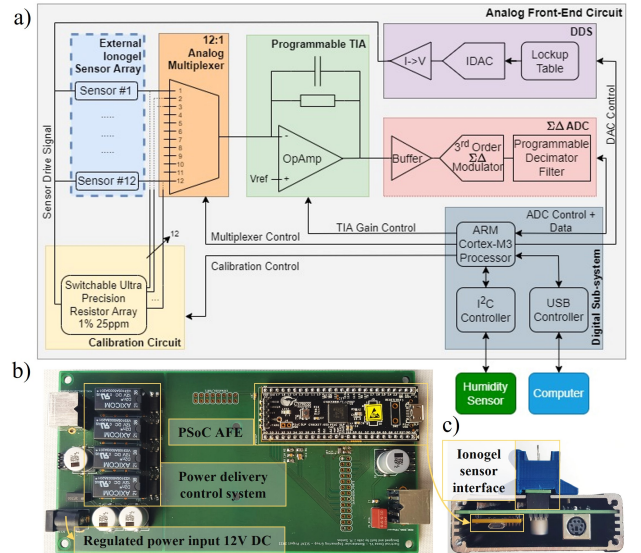 a)
Analog Front-End Circuit
External
Ionogel
Sensor Array
12:1
Analog
Multiplexer
Programmable TIA
DDS
I->V
IDAC
Lockup
Table
Sensor #1
.....
.....
Sensor #12
1
2
3
4
5
6
7
8
9
10
11
12
-
OpAmp
Vref
+
ΣΔ ADC
Buffer
3rd Order
ΣΔ
Modulator
Programmable
Decimator
Filter
DAC Control
Sensor Drive Signal
12
TIA Gain Control
ADC Control +
Data
Multiplexer Control
Calibration Control
ARM
Cortex-M3
Processor
I2C
Controller
USB
Controller
Digital Sub-system
Switchable Ultra
Precision
Resistor Array
1% 25ppm
...
Calibration Circuit
Humidity
Sensor
Computer
b)
AXICOM
AXICOM
AXICOM
AXICOM
PSoC AFE
Power delivery
control system
Regulated power input 12V DC
c)
Ionogel
sensor
interface